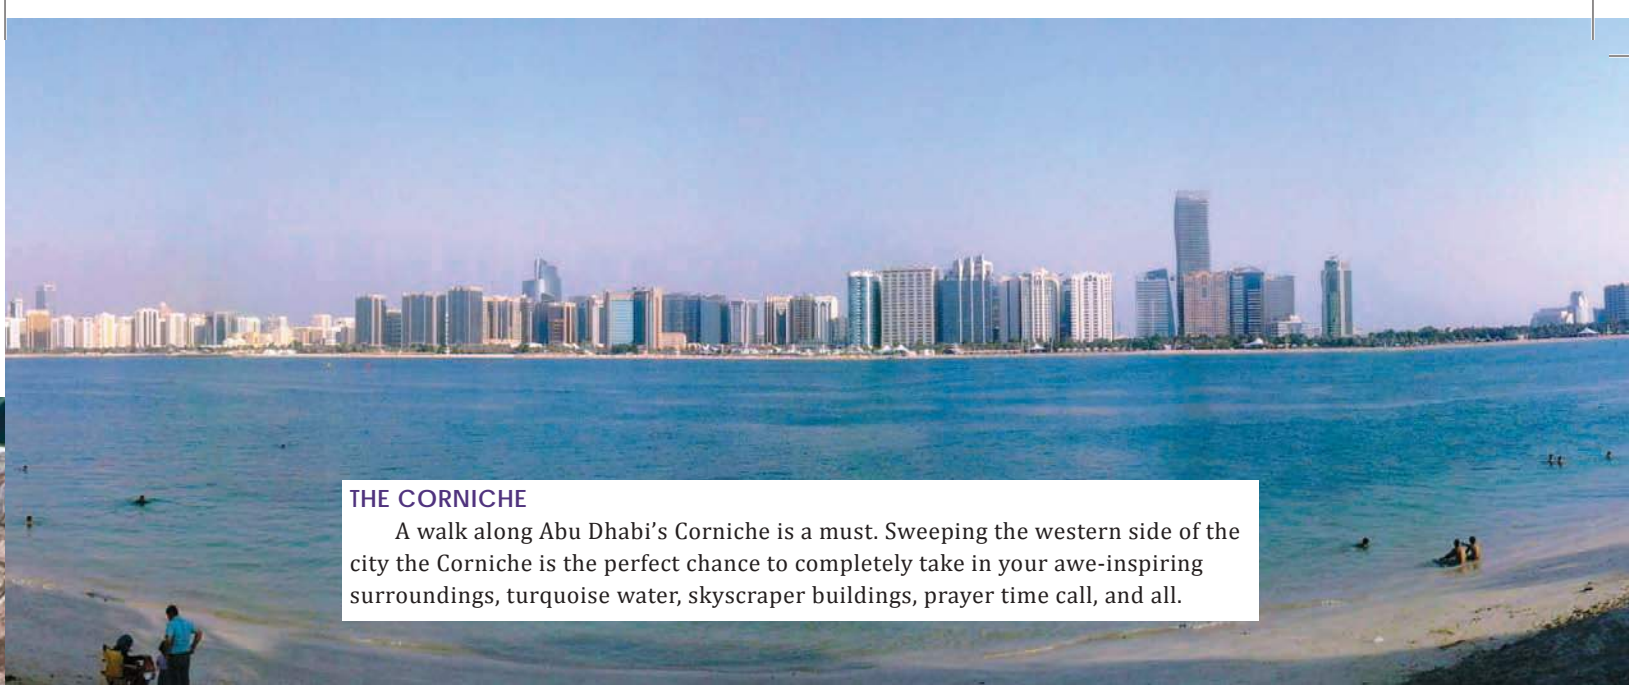 THE CORNICHE
A walk along Abu Dhabi’s Corniche is a must. Sweeping the western side of the
city the Corniche is the perfect chance to completely take in your awe-inspiring
surroundings, turquoise water, skyscraper buildings, prayer time call, and all.